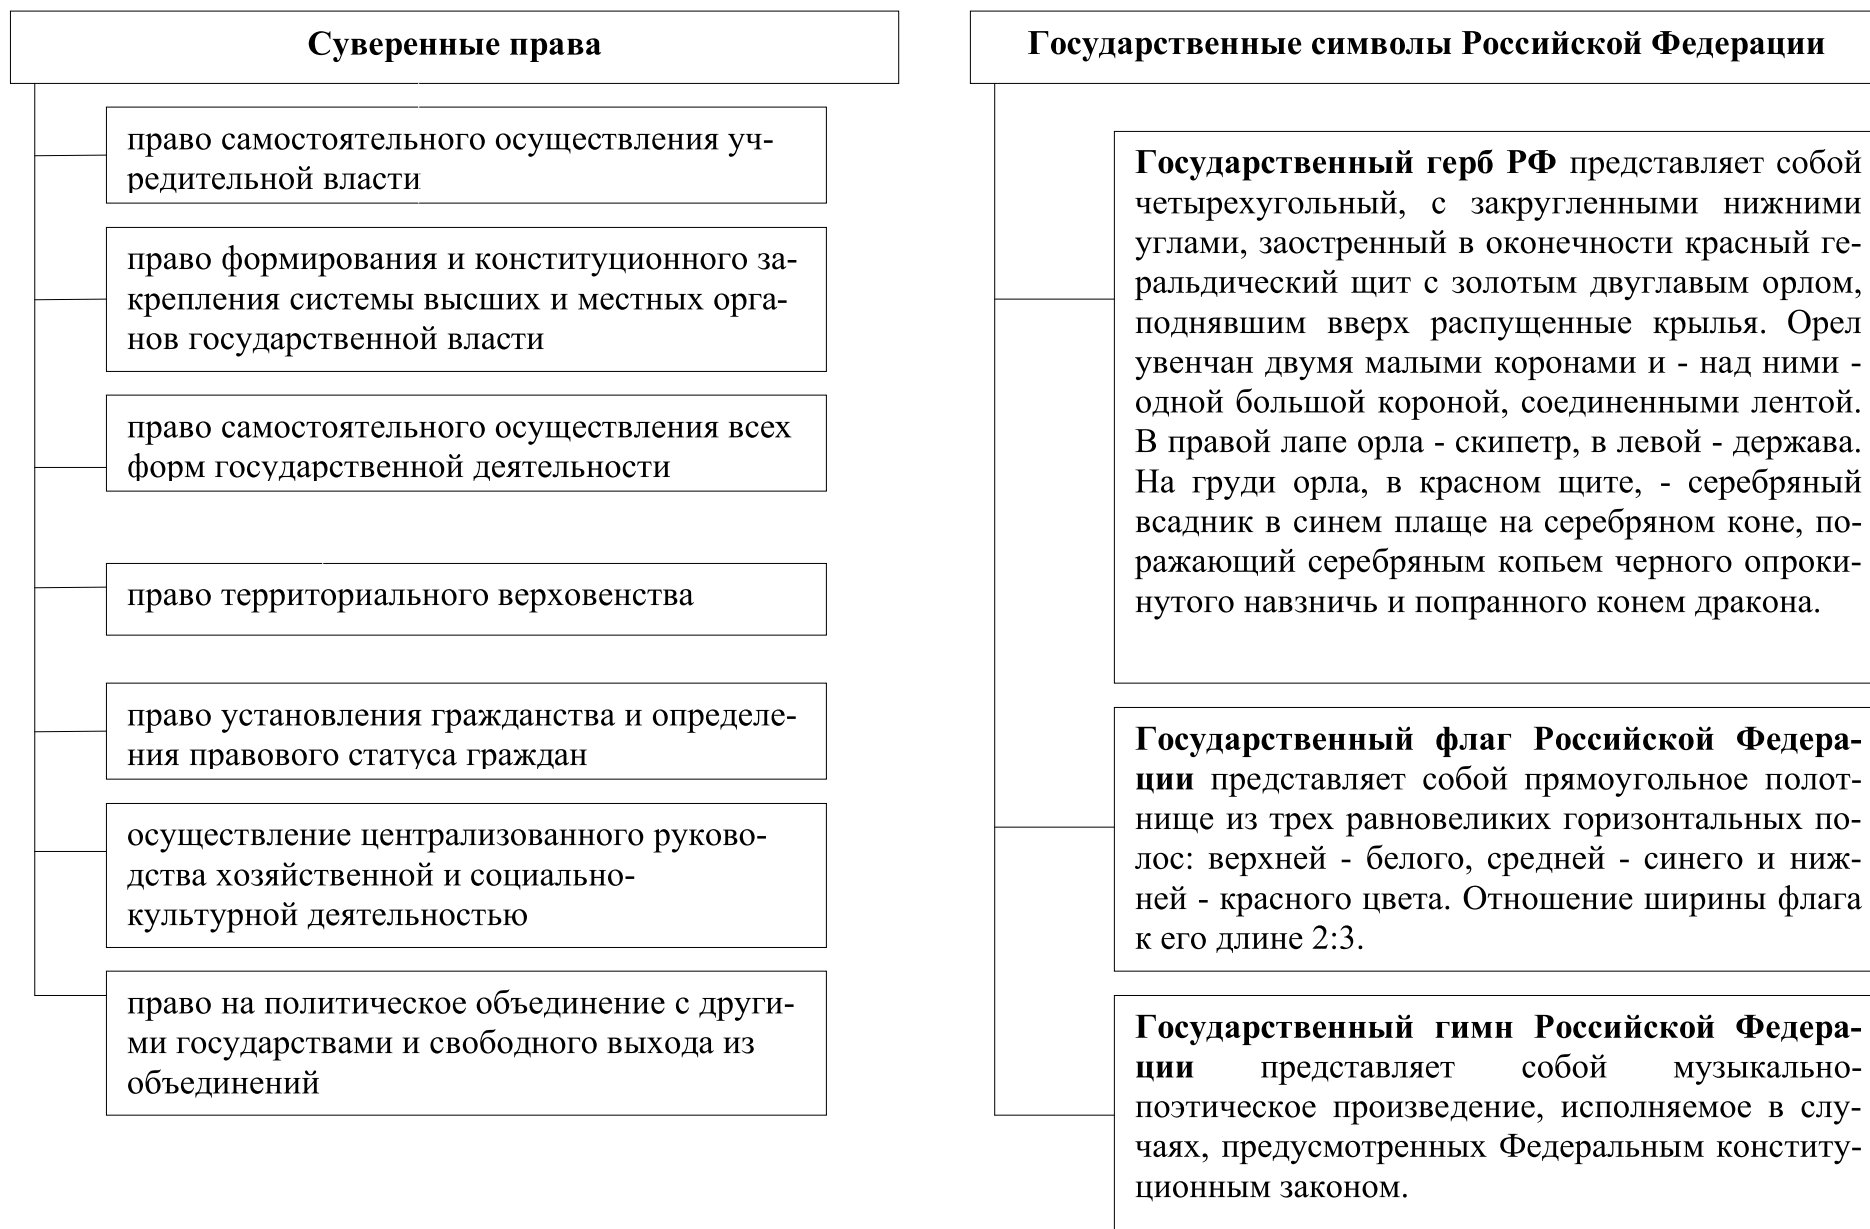 Суверенные права
право самостоятельного осуществления уч-
редительной власти
право формирования и конституционного за-
крепления системы высших и местных орга-
нов государственной власти
право самостоятельного осуществления всех
форм государственной деятельности
право территориального верховенства
право установления гражданства и определе-
ния правового статуса граждан
осуществление централизованного руково-
дства хозяйственной и социально-
культурной деятельностью
право на политическое объединение с други-
ми государствами и свободного выхода из
объединений
Государственные символы Российской Федерации
Государственный герб РФ представляет собой
четырехугольный, с закругленными нижними
углами, заостренный в оконечности красный ге-
ральдический щит с золотым двуглавым орлом,
поднявшим вверх распущенные крылья. Орел
увенчан двумя малыми коронами и - над ними -
одной большой короной, соединенными лентой.
В правой лапе орла - скипетр, в левой - держава.
На груди орла, в красном щите, - серебряный
всадник в синем плаще на серебряном коне, по-
ражающий серебряным копьем черного опроки-
нутого навзничь и попранного конем дракона.
Государственный флаг Российской Федера-
ции представляет собой прямоугольное полот-
нище из трех равновеликих горизонтальных по-
лос: верхней - белого, средней - синего и ниж-
ней - красного цвета. Отношение ширины флага
к его длине 2:3.
Государственный гимн Российской Федера-
ции представляет собой музыкально-
поэтическое произведение, исполняемое в слу-
чаях, предусмотренных Федеральным конститу-
ционным законом.